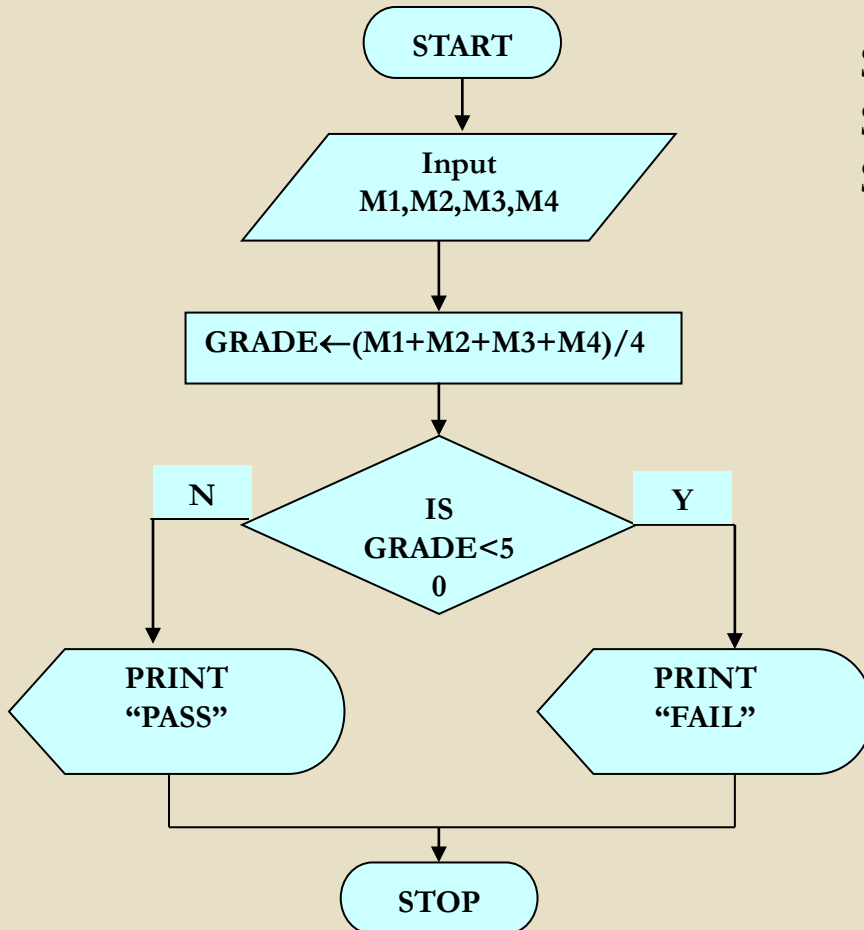 START
S
S
S
Input
M1,M2,M3,M4
GRADE←(M1+M2+M3+M4)/4
N
Y
IS
GRADE<5
0
PRINT
“PASS”
PRINT
“FAIL”
STOP